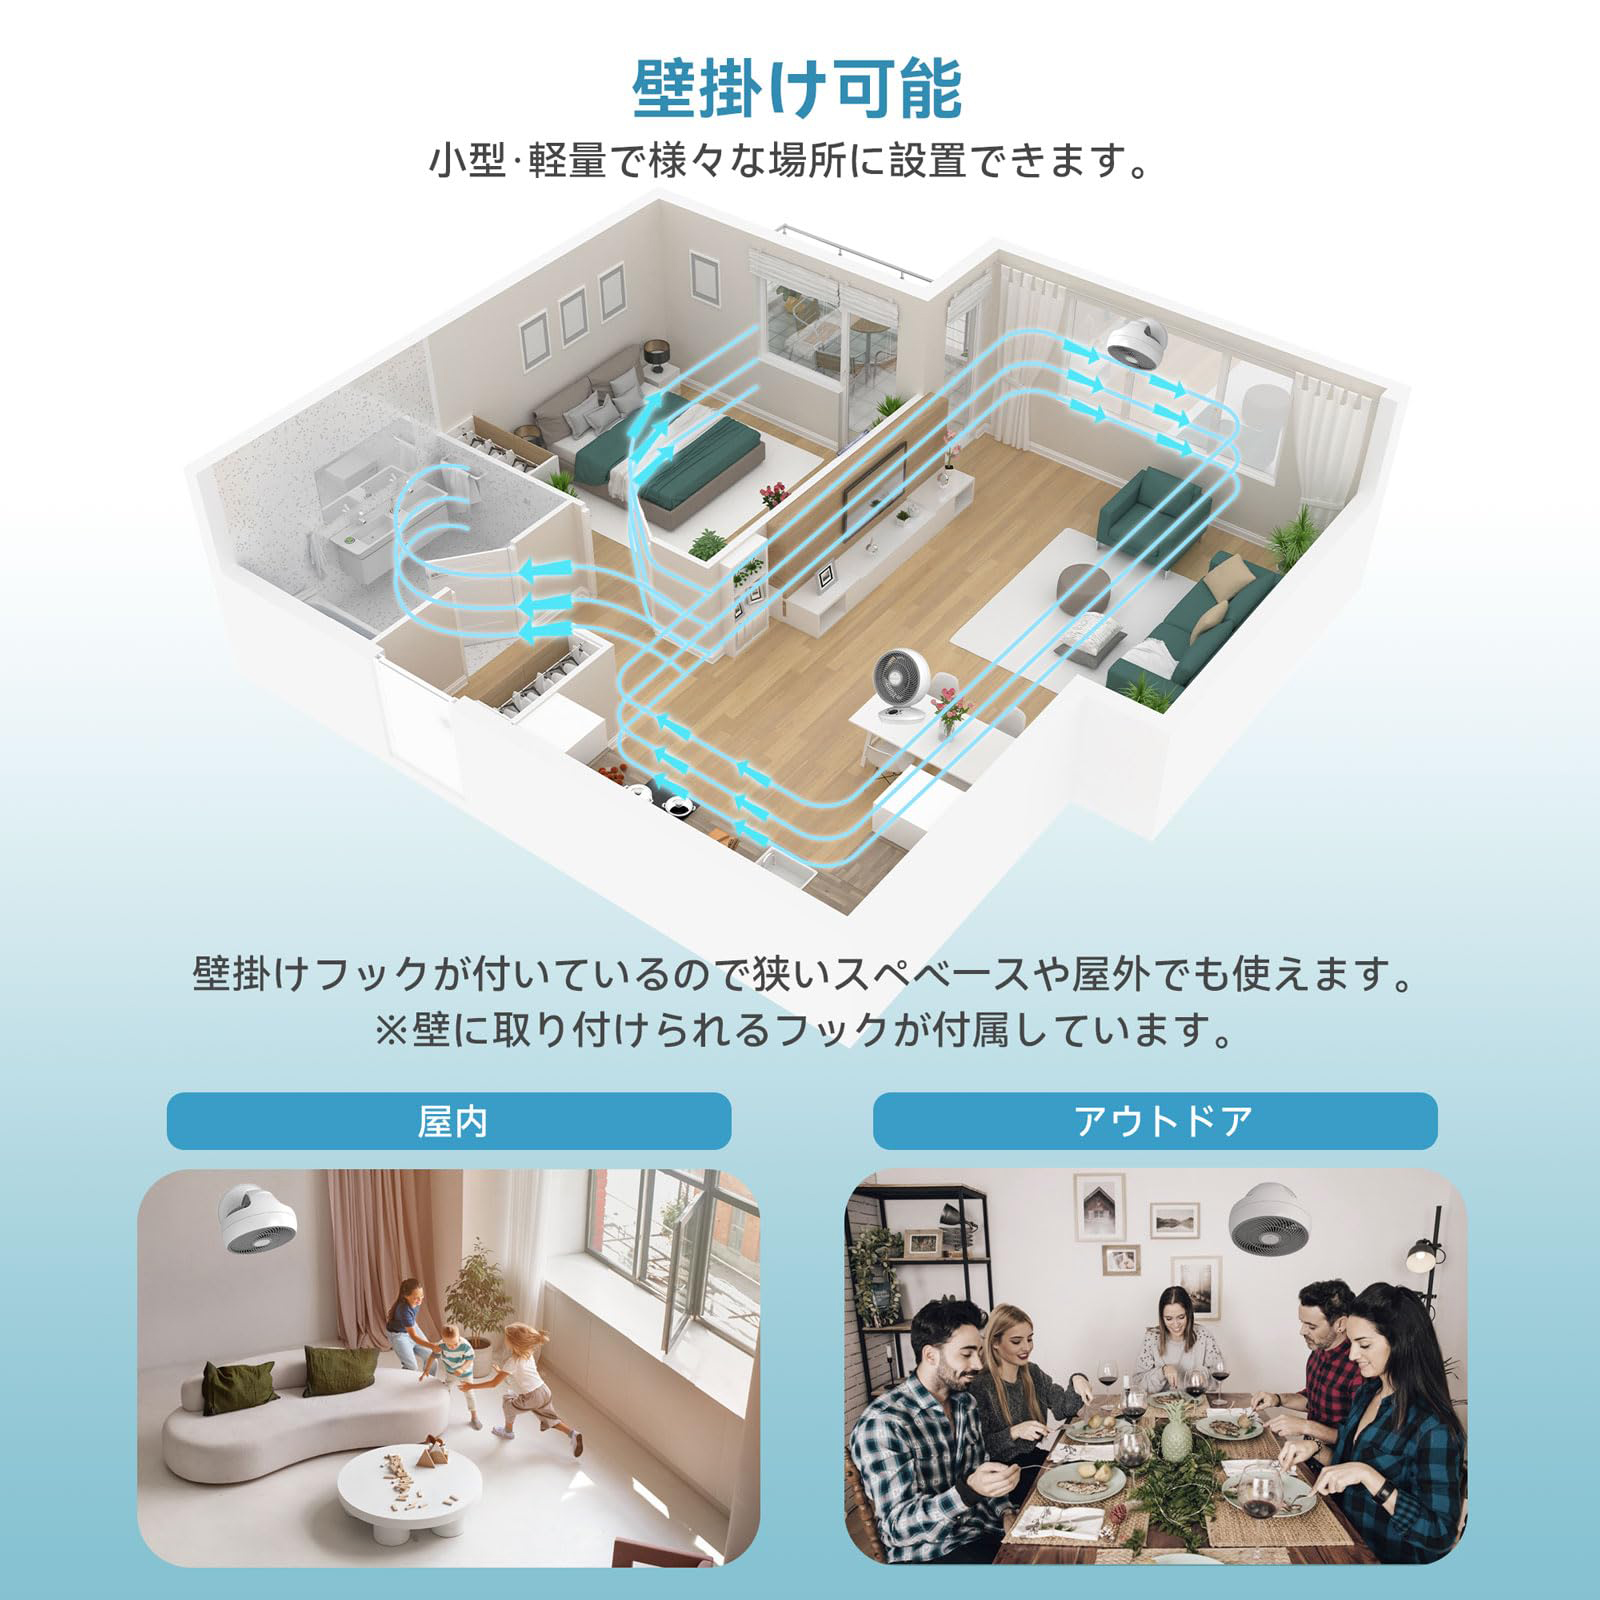 壁掛け可能
小型·軽量で様々な場所に設置できます。
壁掛けフックが付いているので狭いスペベースや屋外でも使えます。
※壁に取り付けられるフックが付属しています。
屋内
アウトドア